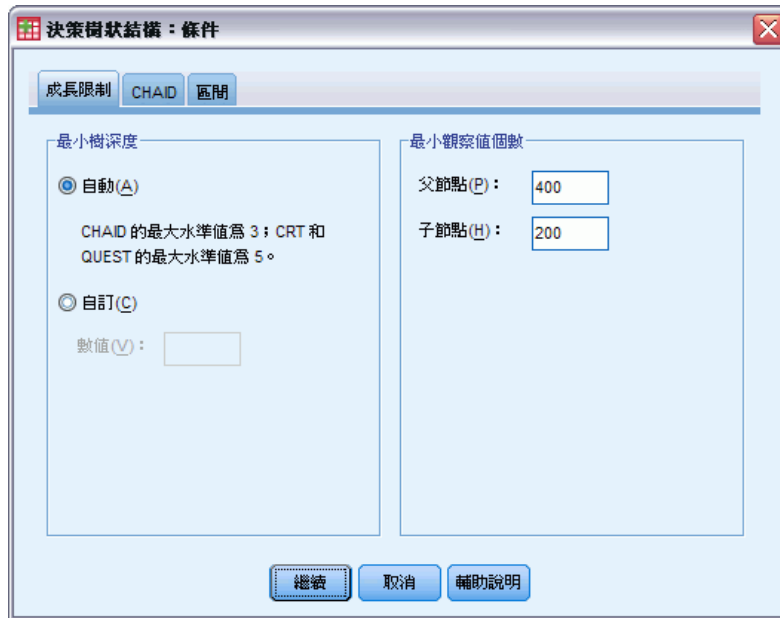 決策樹狀結構：條件
成長限制 CHAID 區間
最小樹深度
自動(A)
CHAID 的最大水準值為 3；CRT 和
QUEST 的最大水準值為 5。
自訂(C)
數值(V)：
最小觀察值個數
父節點(P)： 400
子節點(H)： 200
繼續 取消 輔助說明